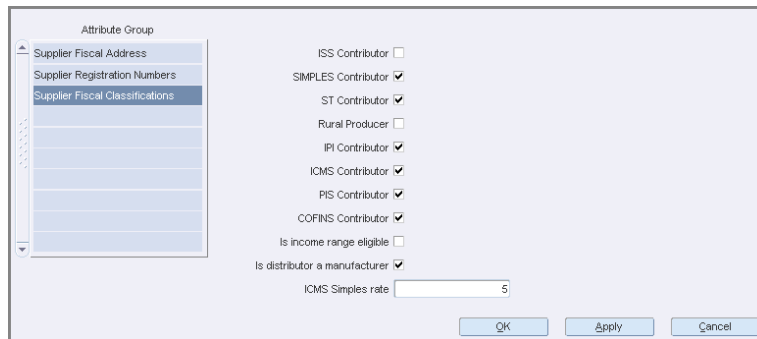 Attribute Group
Supplier Fiscal Address
Supplier Registration Numbers
Supplier Fiscal Classifications
ISS Contributor
SIMPLES Contributor
ST Contributor
Rural Producer
IPI Contributor
ICMS Contributor
PIS Contributor
COFINS Contributor
Is income range eligible
Is distributor a manufacturer
ICMS Simples rate 5
OK Apply Cancel